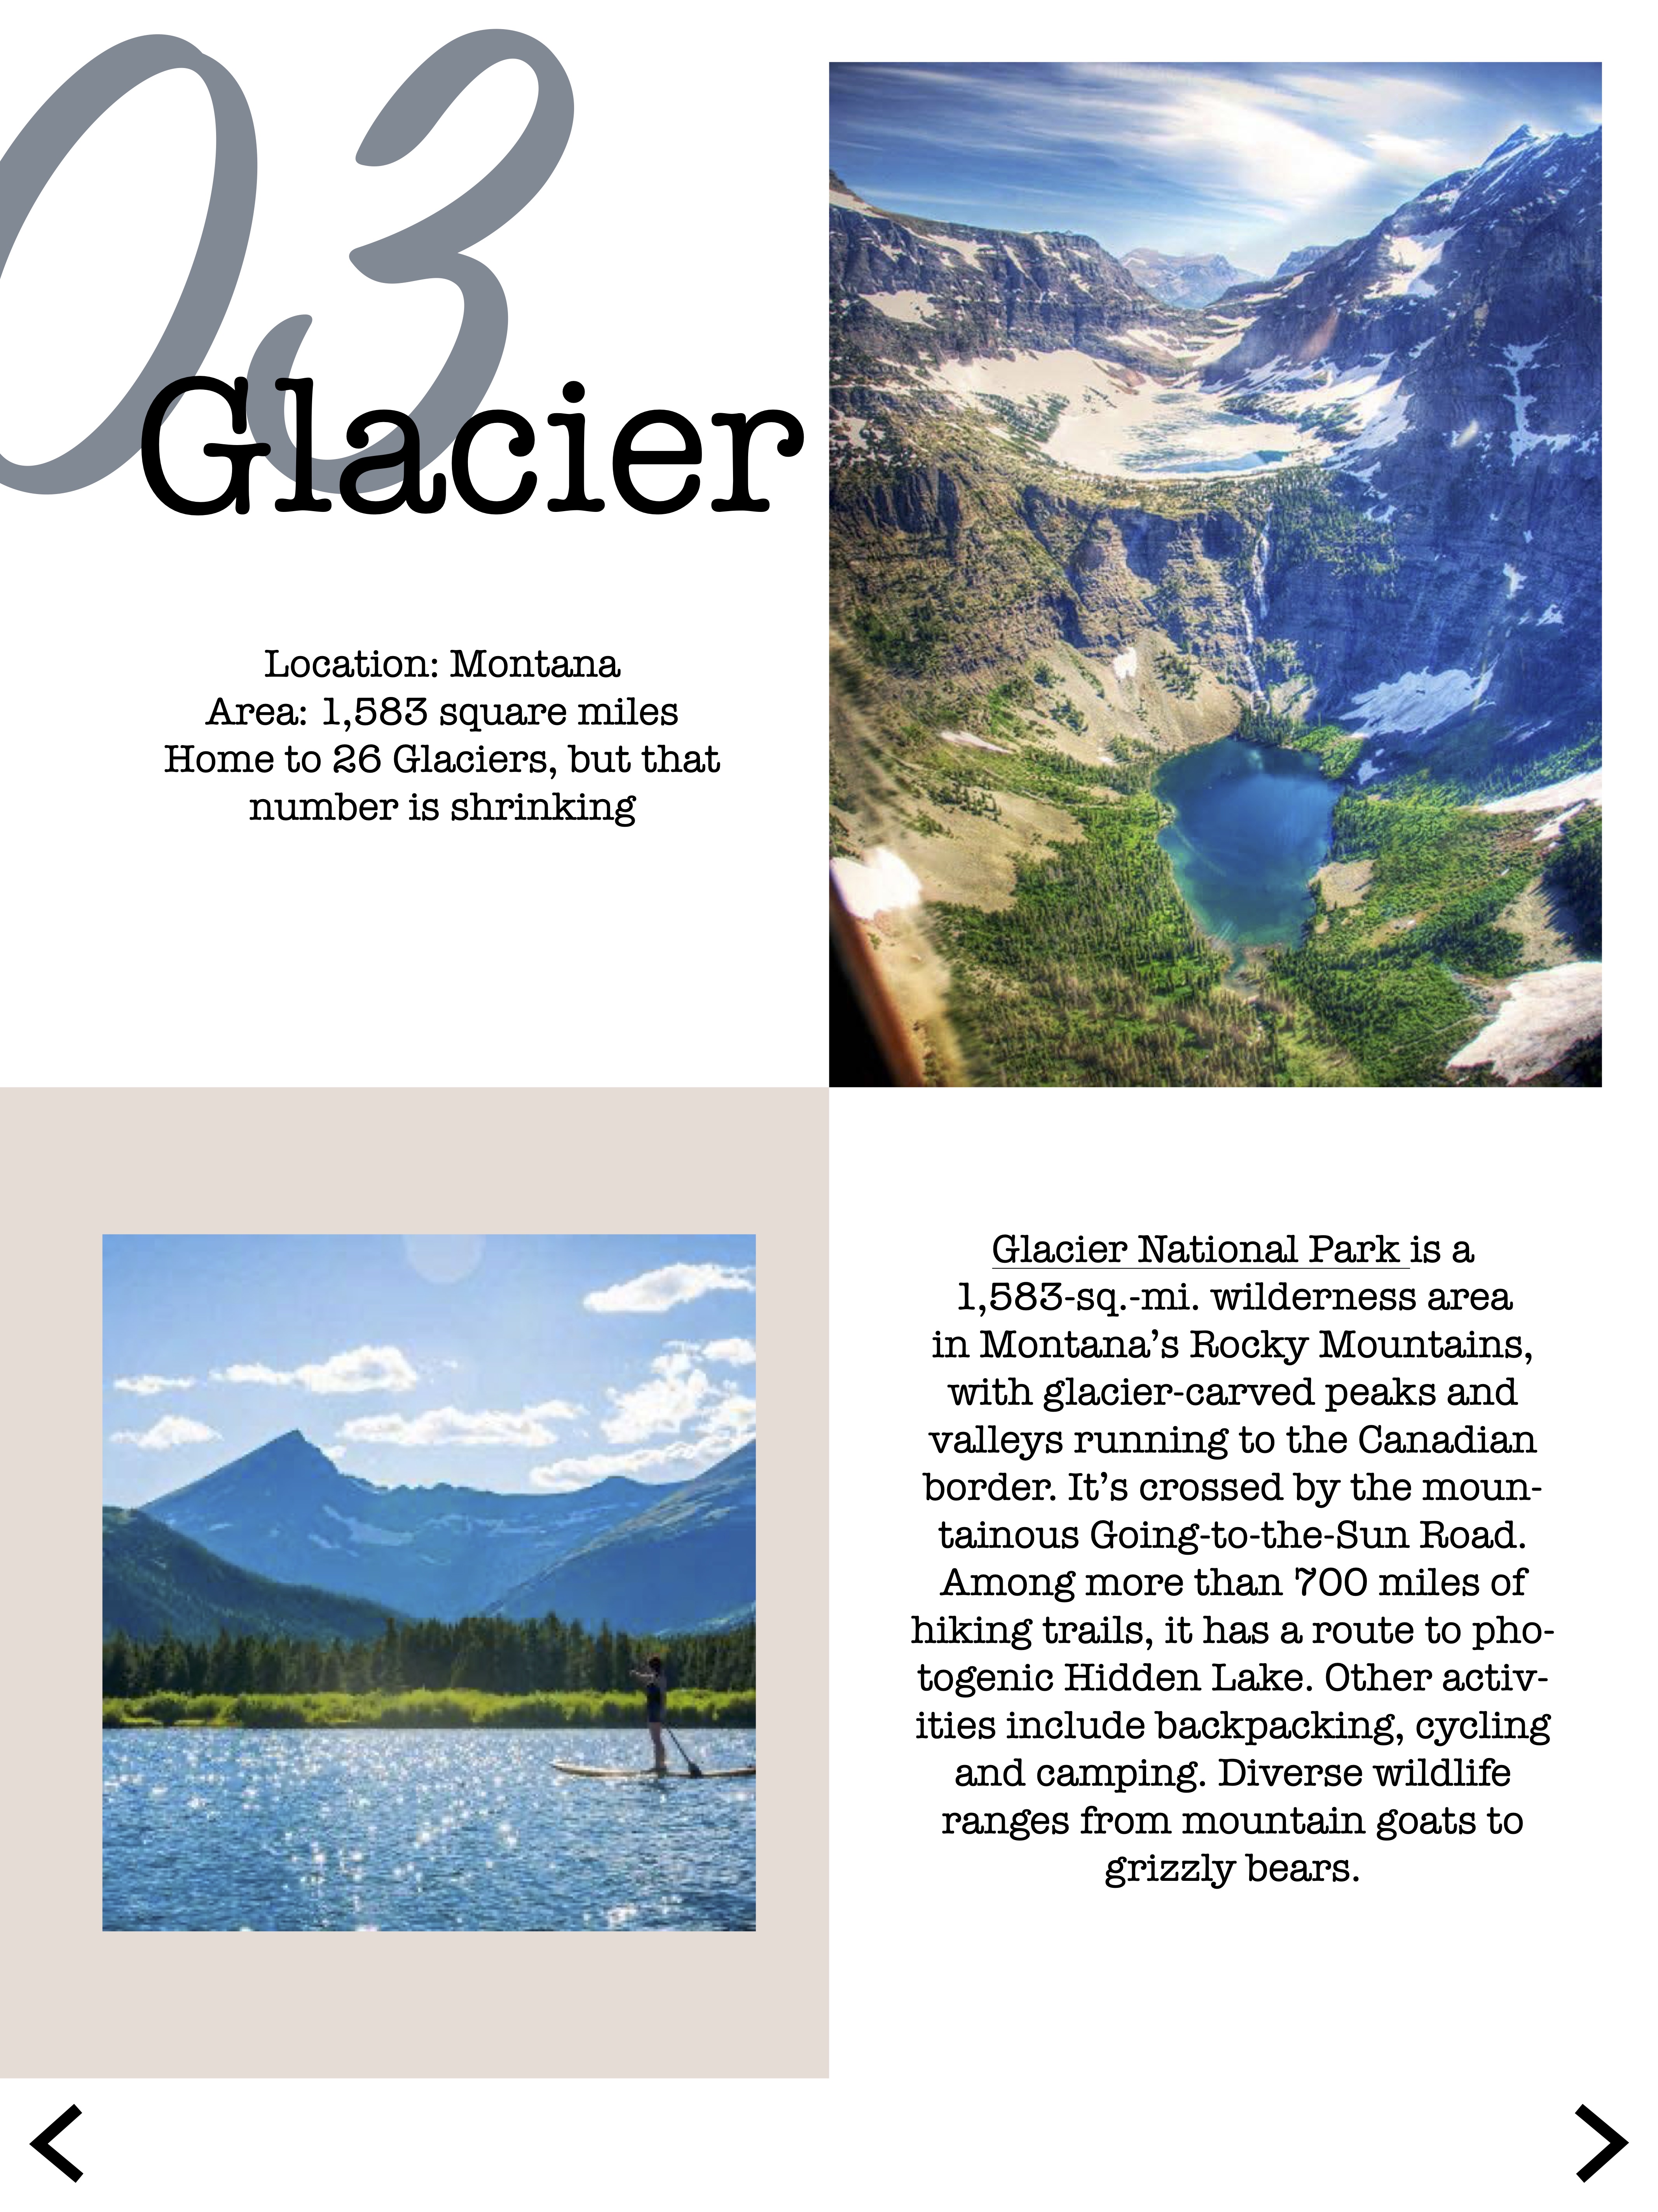 03
Glacier
Location: Montana
Area: 1,583 square miles
Home to 26 Glaciers, but that
number is shrinking
Glacier National Park is a
1,583-sq.-mi. wilderness area
in Montana’s Rocky Mountains,
with glacier-carved peaks and
valleys running to the Canadian
border. It’s crossed by the moun-
tainous Going-to-the-Sun Road.
Among more than 700 miles of
hiking trails, it has a route to pho-
togenic Hidden Lake. Other activ-
ities include backpacking, cycling
and camping. Diverse wildlife
ranges from mountain goats to
grizzly bears.